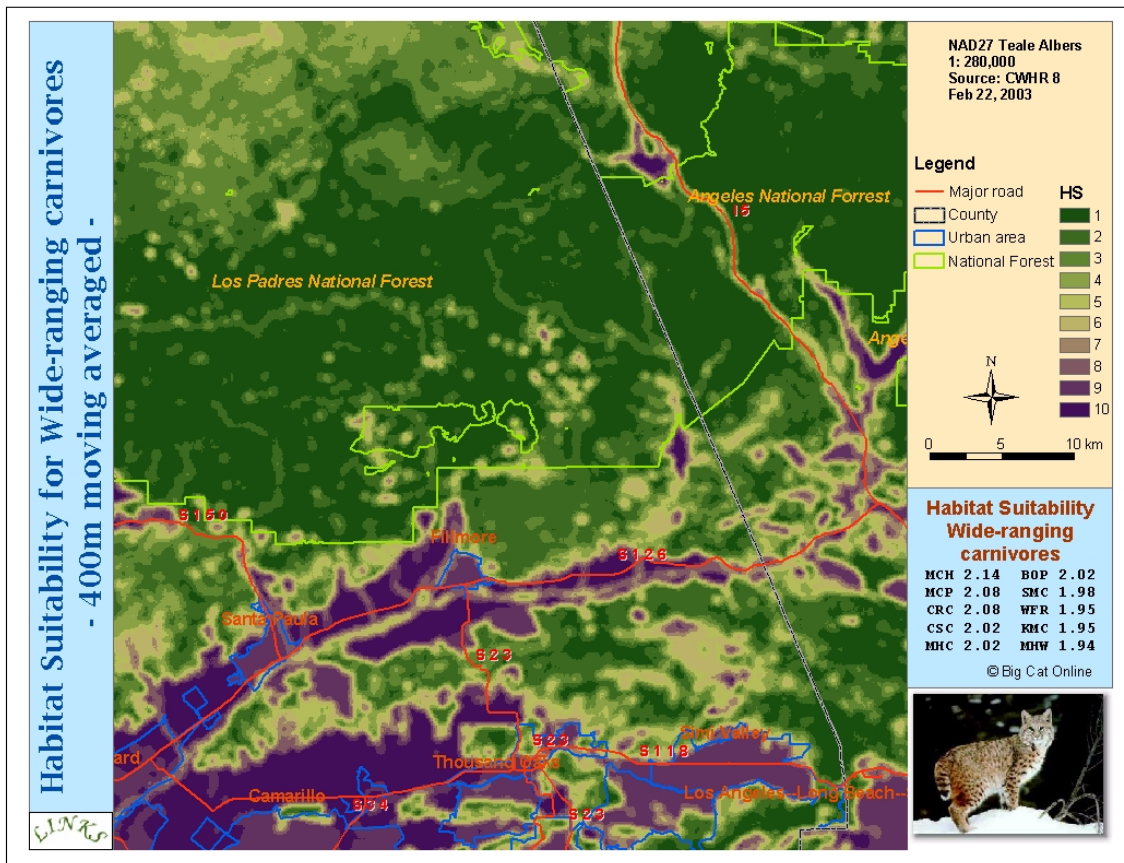 Habitat Suitability for Wide-ranging carnivores
- 400m moving averaged -
LINKS
Angeles National Forrest
15
Los Padres National Forest
Ange
S150
Fillmore
S126
Santa Paula
S23
S23
Simi Valley
S118
ard
Thousand Oaks
Camarillo
S34
Los Angeles--Long Beach--
S23
NAD27 Teale Albers
1: 280,000
Source: CWHR 8
Feb 22, 2003
Legend
Major road
County
Urban area
National Forest
HS
1
2
3
4
5
6
7
8
9
10
N
0 5 10 km
Habitat Suitability
Wide-ranging
carnivores
MCH 2.14 BOP 2.02
MCP 2.08 SMC 1.98
CRC 2.08 WFR 1.95
CSC 2.02 KMC 1.95
MHC 2.02 MHW 1.94
© Big Cat Online